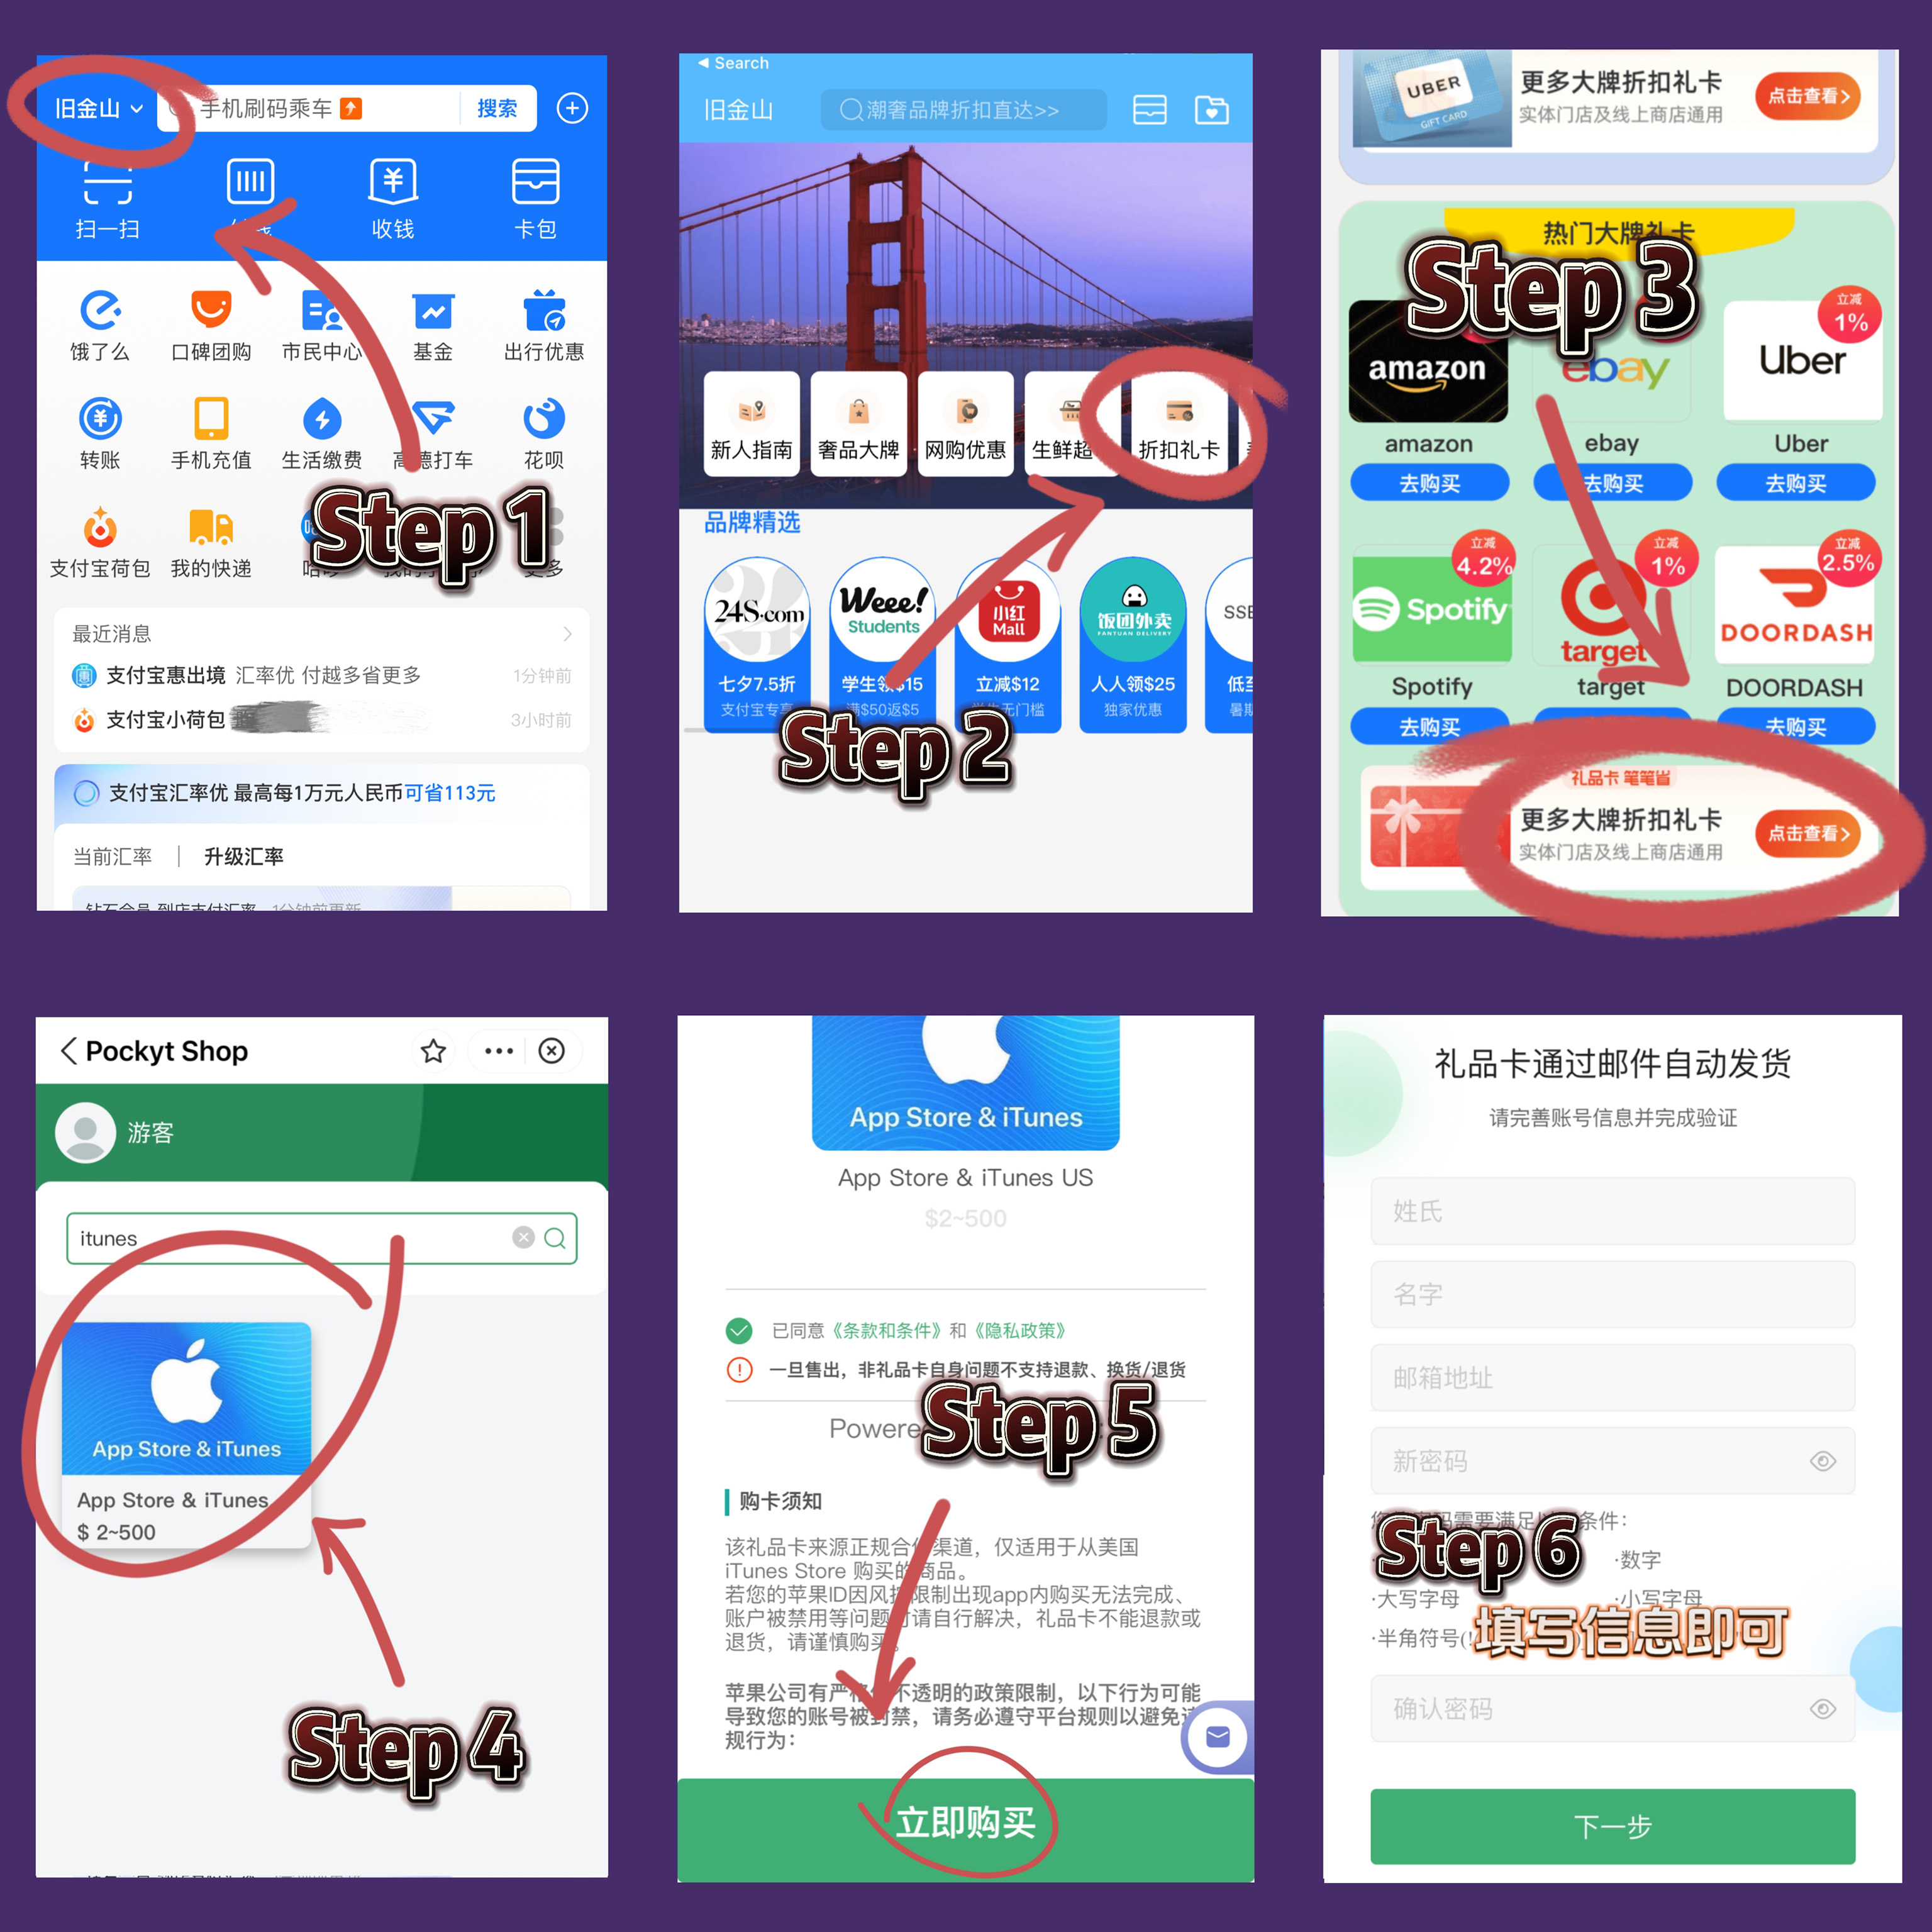 旧金山
手机刷码乘车
搜索
扫一扫
收钱
卡包
饿了么
口碑团购
市民中心
基金
出行优惠
转账
手机充值
生活缴费
高德打车
花呗
支付宝荷包
我的快递
更多
Step 1
最近消息
支付宝惠出境 汇率优 付越多省更多
1分钟前
支付宝小荷包
3小时前
支付宝汇率优 最高每1万元人民币可省113元
当前汇率 | 升级汇率
Search
旧金山
潮奢品牌折扣直达>>
新人指南
奢品大牌
网购优惠
生鲜超
折扣礼卡
品牌精选
24S.com
Weee!
Students
小红
Mall
饭团外卖
FANTUAN DELIVERY
SSE
七夕7.5折
支付宝专享
学生领$15
满$50返$5
立减$12
学生无门槛
人人领$25
独家优惠
低至
暑期
Step 2
UBER
GIFT CARD
更多大牌折扣礼卡
实体门店及线上商店通用
点击查看>
热门大牌礼卡
Step 3
amazon
ebay
立减
1%
Uber
amazon
ebay
Uber
去购买
去购买
去购买
立减
4.2%
Spotify
立减
1%
target
立减
2.5%
DOORDASH
Spotify
target
DOORDASH
去购买
去购买
礼品卡 笔笔省
更多大牌折扣礼卡
实体门店及线上商店通用
点击查看>
Pockyt Shop
游客
itunes
App Store & iTunes
App Store & iTunes
$ 2~500
Step 4
App Store & iTunes
App Store & iTunes US
$2~500
已同意《条款和条件》和《隐私政策》
一旦售出，非礼品卡自身问题不支持退款、换货/退货
Powere
Step 5
购卡须知
该礼品卡来源正规合作渠道，仅适用于从美国
iTunes Store 购买的商品。
若您的苹果ID因风控限制出现app内购买无法完成、
账户被禁用等问题可请自行解决，礼品卡不能退款或
退货，请谨慎购买。
苹果公司有严格但不透明的政策限制，以下行为可能
导致您的账号被封禁，请务必遵守平台规则以避免违
规行为：
立即购买
礼品卡通过邮件自动发货
请完善账号信息并完成验证
姓氏
名字
邮箱地址
新密码
条件：
Step 6
·数字
·大写字母
·小写字母
·半角符号(!
填写信息即可
确认密码
下一步